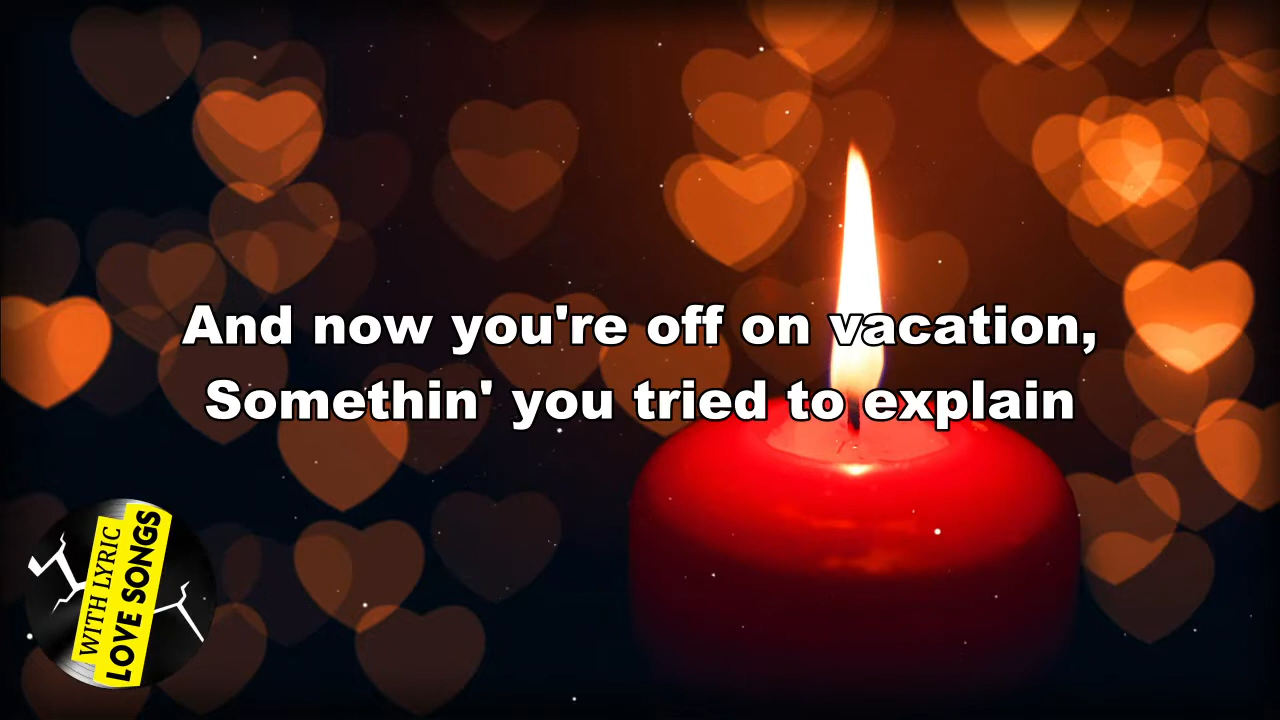 And now you're off on vacation,
Somethin' you tried to explain
WITH LYRIC
LOVE SONGS